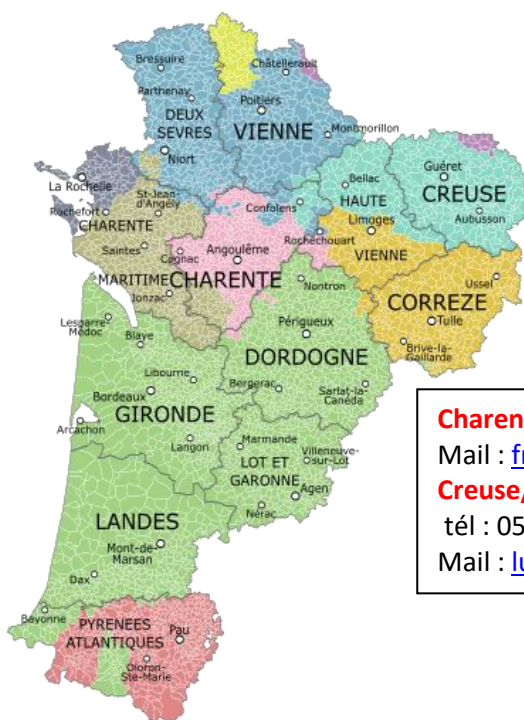 Bressuire
Châtellerault
Parthenay
Poitiers
DEUX
SEVRES
VIENNE
Montmorillon
Niort
La Rochelle
Bellac
Guéret
St-Jean
d'Angély
HAUTE
CREUSE
Rochefort
Confolens
Limoges
Aubusson
CHARENTE
Rochechouart
Saintes
Angoulême
VIENNE
Cognac
MARITIME
CHARENTE
Ussel
Jonzac
Nontron
CORREZE
Lesparre-
Médoc
Périgueux
Tulle
Blaye
DORDOGNE
Brive-la-
Gaillarde
Libourne
Bergerac
Sarlat-la-
Canéda
Bordeaux
GIRONDE
Arcachon
Langon
Marmande
Villeneuve-
sur-Lot
LOT ET
GARONNE
Agen
Nérac
LANDES
Mont-de-
Marsan
Dax
Bayonne
PYRENEES
ATLANTIQUES
Pau
Oloron-
Ste-Marie
Charen
Mail : fr
Creuse,
tél : 05
Mail : lu